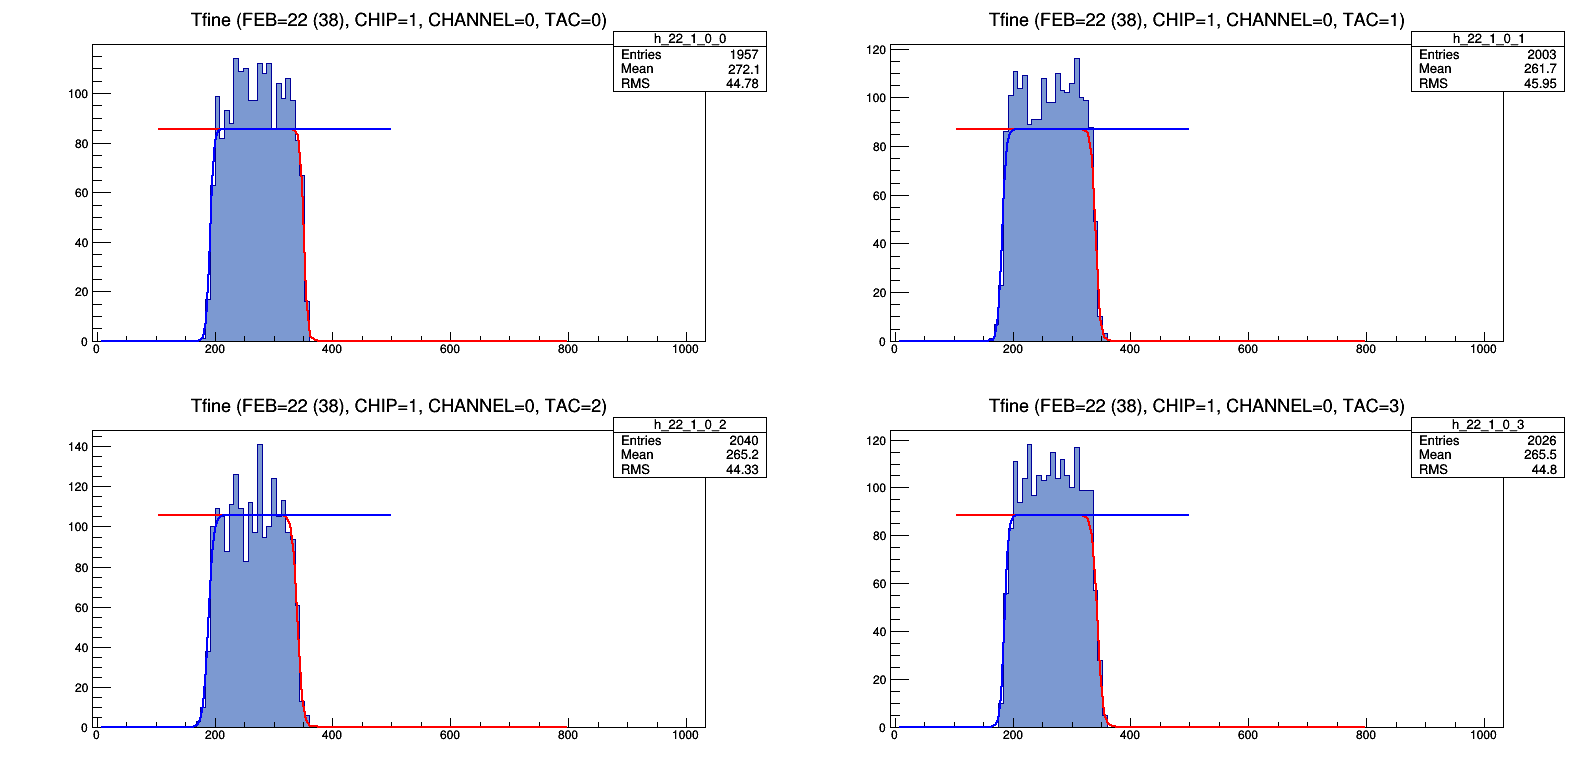 Tfine (FEB=22 (38), CHIP=1, CHANNEL=0, TAC=0)
h_22_1_0_0
Entries 1957
Mean 272.1
RMS 44.78
100
80
60
40
20
0
0 200 400 600 800 1000
Tfine (FEB=22 (38), CHIP=1, CHANNEL=0, TAC=1)
h_22_1_0_1
Entries 2003
Mean 261.7
RMS 45.95
120
100
80
60
40
20
0
0 200 400 600 800 1000
Tfine (FEB=22 (38), CHIP=1, CHANNEL=0, TAC=2)
h_22_1_0_2
Entries 2040
Mean 265.2
RMS 44.33
140
120
100
80
60
40
20
0
0 200 400 600 800 1000
Tfine (FEB=22 (38), CHIP=1, CHANNEL=0, TAC=3)
h_22_1_0_3
Entries 2026
Mean 265.5
RMS 44.8
120
100
80
60
40
20
0
0 200 400 600 800 1000